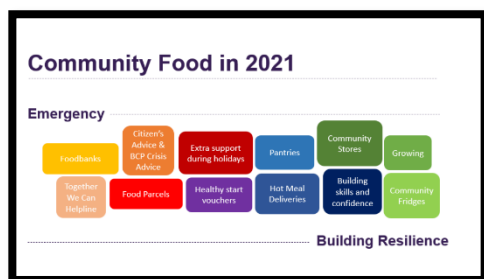 Community Food in 2021
Emergency
Foodbanks
Citizen's
Advice &
BCP Crisis
Advice
Extra support
during holidays
Pantries
Community
Stores
Growing
Together
We Can
Helpline
Food Parcels
Healthy start
vouchers
Hot Meal
Deliveries
Building
skills and
confidence
Community
Fridges
Building Resilience